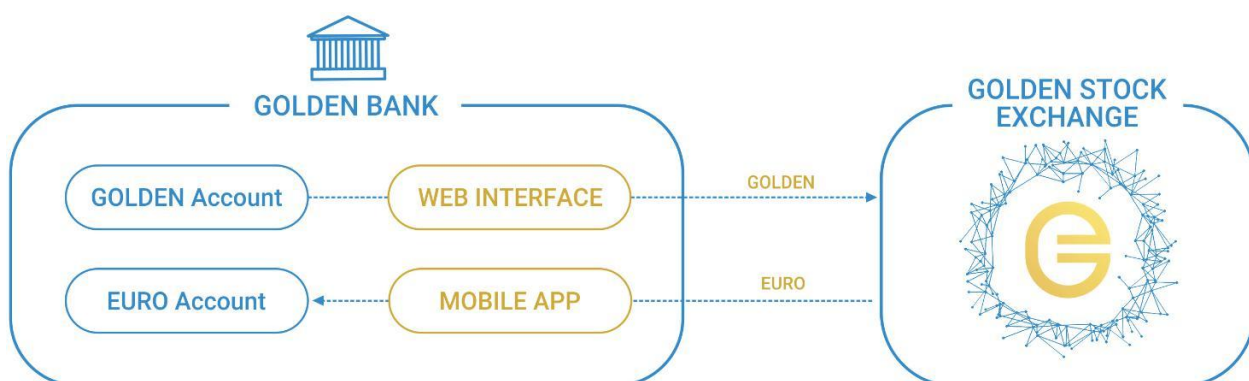 GOLDEN BANK
GOLDEN STOCK
EXCHANGE
GOLDEN Account
WEB INTERFACE
GOLDEN
EURO Account
MOBILE APP
EURO